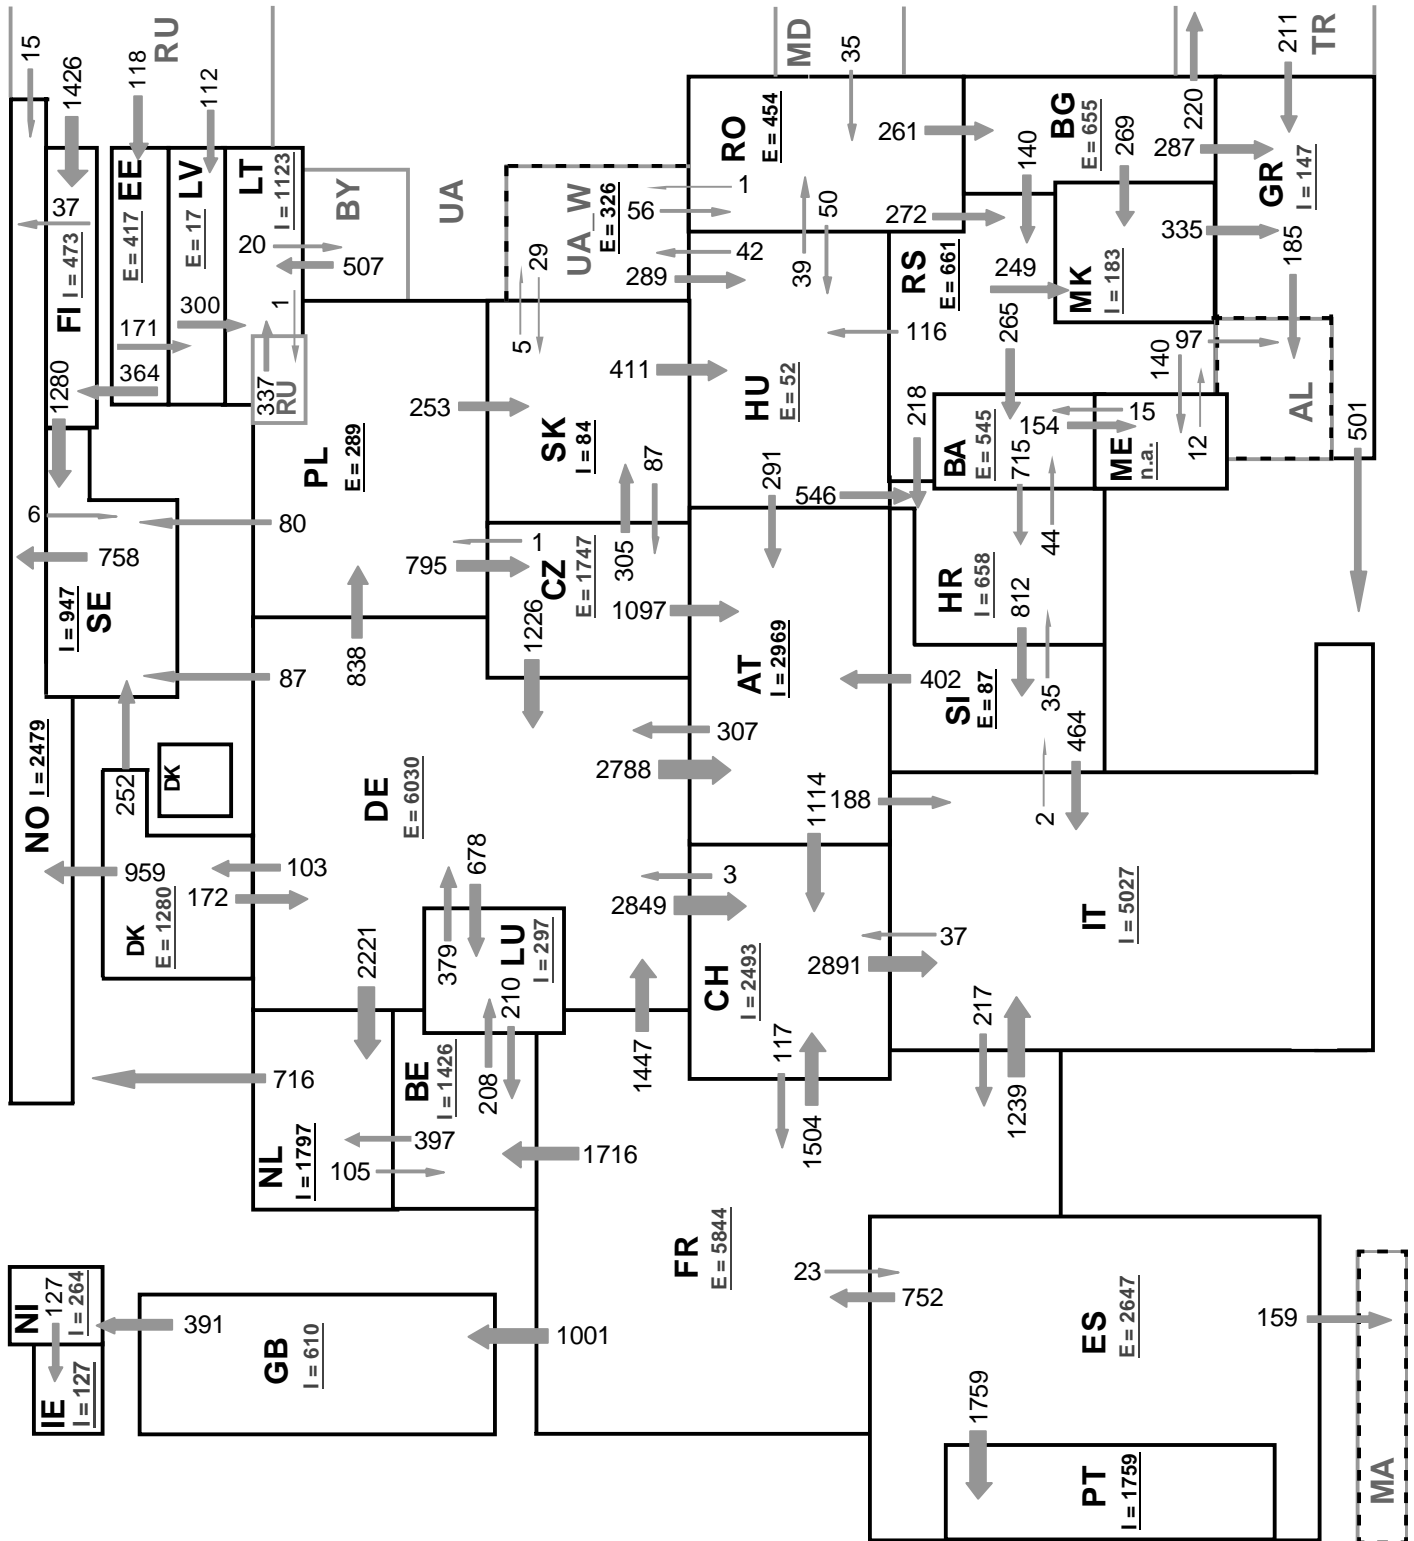 15
1426
RU
118
112
MD
35
220
211
TR
37
FI
I = 473
EE
E = 417
LV
E = 17
LT
I = 1123
20
507
BY
UA
UA_W
E = 326
RO
E = 454
1
56
42
289
29
5
261
272
39
50
140
BG
E = 655
269
287
GR
I = 147
335
185
RS
E = 661
249
MK
I = 183
1280
171
364
300
1
337
RU
116
265
140
97
AL
501
PL
E = 289
253
SK
I = 84
411
HU
E = 52
218
BA
E = 545
154
15
715
ME
n.a.
12
87
291
546
6
758
80
SE
I = 947
87
795
1
CZ
E = 1747
305
1226
1097
838
AT
I = 2969
HR
I = 658
44
812
35
402
SI
E = 87
464
2
NO
I = 2479
252
DK
959
DK
E = 1280
103
172
DE
E = 6030
307
2788
1114
188
678
379
LU
I = 297
3
2849
CH
I = 2493
37
2891
IT
I = 5027
2221
210
208
1447
117
1504
217
1239
716
NL
I = 1797
BE
I = 1426
397
105
1716
FR
E = 5844
23
752
ES
E = 2647
159
NI
127
I = 264
391
IE
I = 127
GB
I = 610
1001
1759
PT
I = 1759
MA